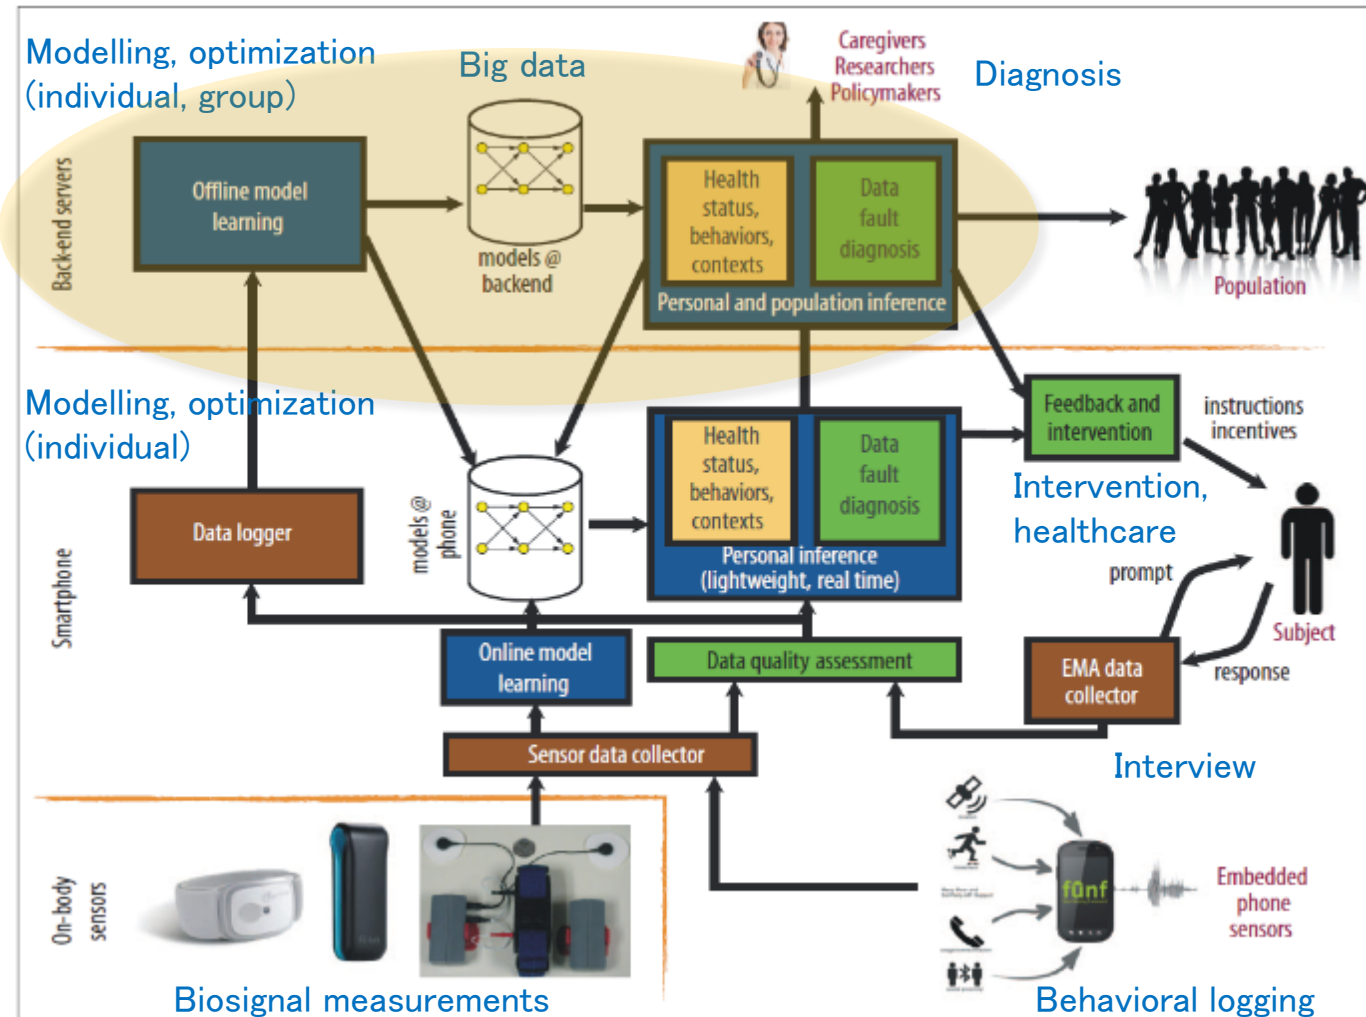 Modelling, optimization
(individual, group)
Big data
Caregivers
Researchers
Policymakers
Diagnosis
Back-end servers
Offline model
learning
models @
backend
Health
status,
behaviors,
contexts
Data
fault
diagnosis
Personal and population inference
Population
Modelling, optimization
(individual)
Smartphone
Data logger
models @
phone
Health
status,
behaviors,
contexts
Data
fault
diagnosis
Personal inference
(lightweight, real time)
Feedback and
intervention
instructions
incentives
Intervention,
healthcare
prompt
Subject
response
Online model
learning
Data quality assessment
EMA data
collector
Sensor data collector
Interview
On-body
sensors
funf
Embedded
phone
sensors
Biosignal measurements
Behavioral logging